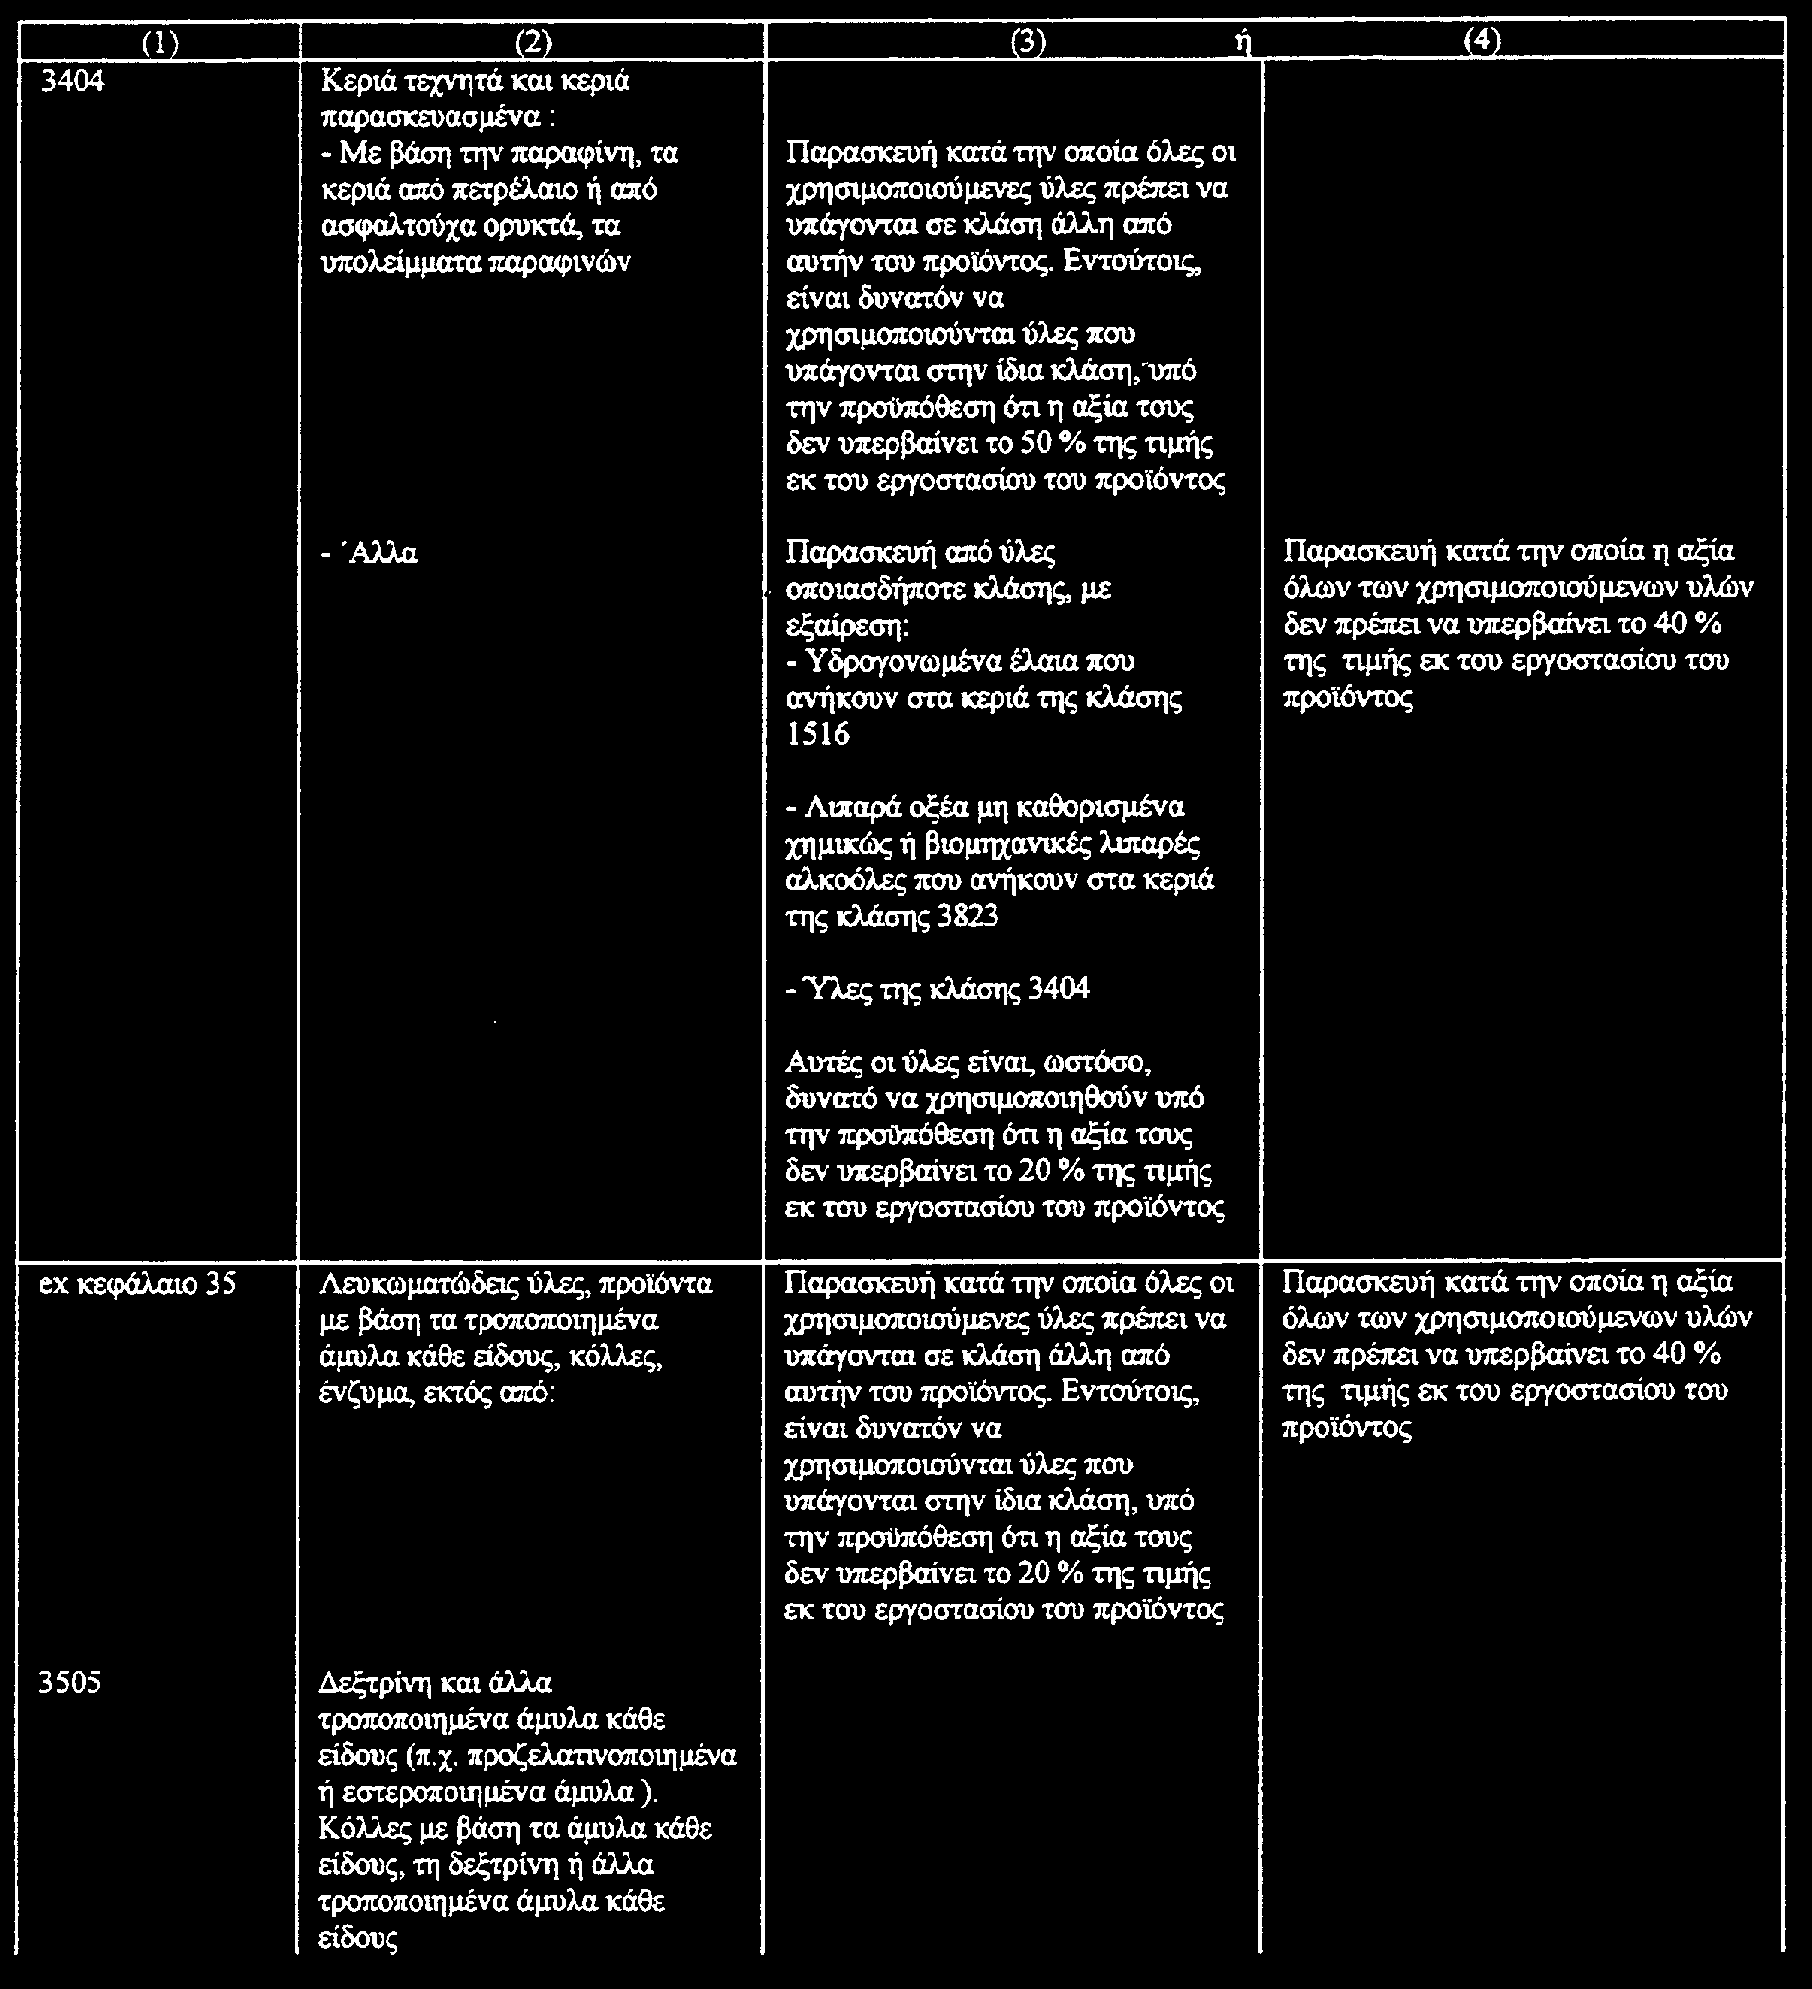 (1) (2) (3) ή (4)
3404
Κεριά τεχνητά και κεριά
παρασκευασμένα :
- Με βάση την παραφίνη, τα
κεριά από πετρέλαιο ή από
ασφαλτούχα ορυκτά, τα
υπολείμματα παραφινών
Παρασκευή κατά την οποία όλες οι
χρησιμοποιούμενες ύλες πρέπει να
υπάγονται σε κλάση άλλη από
αυτήν του προϊόντος. Εντούτοις,
είναι δυνατόν να
χρησιμοποιούνται ύλες που
υπάγονται στην ίδια κλάση, υπό
την προϋπόθεση ότι η αξία τους
δεν υπερβαίνει το 50 % της τιμής
εκ του εργοστασίου του προϊόντος
- Άλλα
Παρασκευή από ύλες
οποιασδήποτε κλάσης, με
εξαίρεση:
- Υδρογονωμένα έλαια που
ανήκουν στα κεριά της κλάσης
1516
- Λιπαρά οξέα μη καθορισμένα
χημικώς ή βιομηχανικές λιπαρές
αλκοόλες που ανήκουν στα κεριά
της κλάσης 3823
- Ύλες της κλάσης 3404
Αυτές οι ύλες είναι, ωστόσο,
δυνατό να χρησιμοποιηθούν υπό
την προϋπόθεση ότι η αξία τους
δεν υπερβαίνει το 20 % της τιμής
εκ του εργοστασίου του προϊόντος
Παρασκευή κατά την οποία η αξία
όλων των χρησιμοποιούμενων υλών
δεν πρέπει να υπερβαίνει το 40 %
της τιμής εκ του εργοστασίου του
προϊόντος
ex κεφάλαιο 35
Λευκωματώδεις ύλες, προϊόντα
με βάση τα τροποποιημένα
άμυλα κάθε είδους, κόλλες,
ένζυμα, εκτός από:
Παρασκευή κατά την οποία όλες οι
χρησιμοποιούμενες ύλες πρέπει να
υπάγονται σε κλάση άλλη από
αυτήν του προϊόντος. Εντούτοις,
είναι δυνατόν να
χρησιμοποιούνται ύλες που
υπάγονται στην ίδια κλάση, υπό
την προϋπόθεση ότι η αξία τους
δεν υπερβαίνει το 20 % της τιμής
εκ του εργοστασίου του προϊόντος
Παρασκευή κατά την οποία η αξία
όλων των χρησιμοποιούμενων υλών
δεν πρέπει να υπερβαίνει το 40 %
της τιμής εκ του εργοστασίου του
προϊόντος
3505
Δεξτρίνη και άλλα
τροποποιημένα άμυλα κάθε
είδους (π.χ. προζελατινοποιημένα
ή εστεροποιημένα άμυλα ).
Κόλλες με βάση τα άμυλα κάθε
είδους, τη δεξτρίνη ή άλλα
τροποποιημένα άμυλα κάθε
είδους